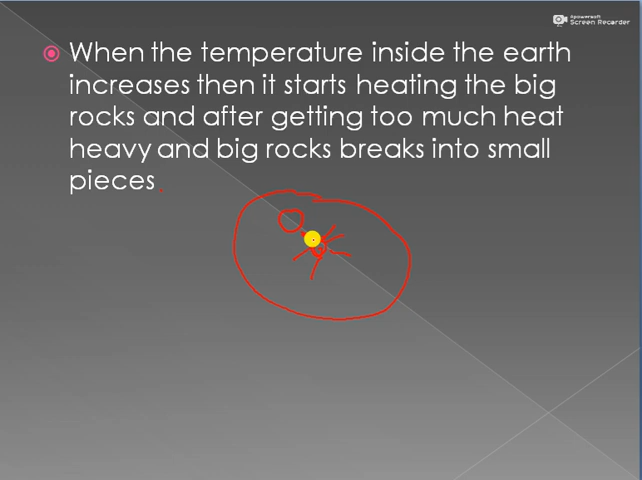 Apowersoft
Screen Recorder
When the temperature inside the earth
increases then it starts heating the big
rocks and after getting too much heat
heavy and big rocks breaks into small
pieces.